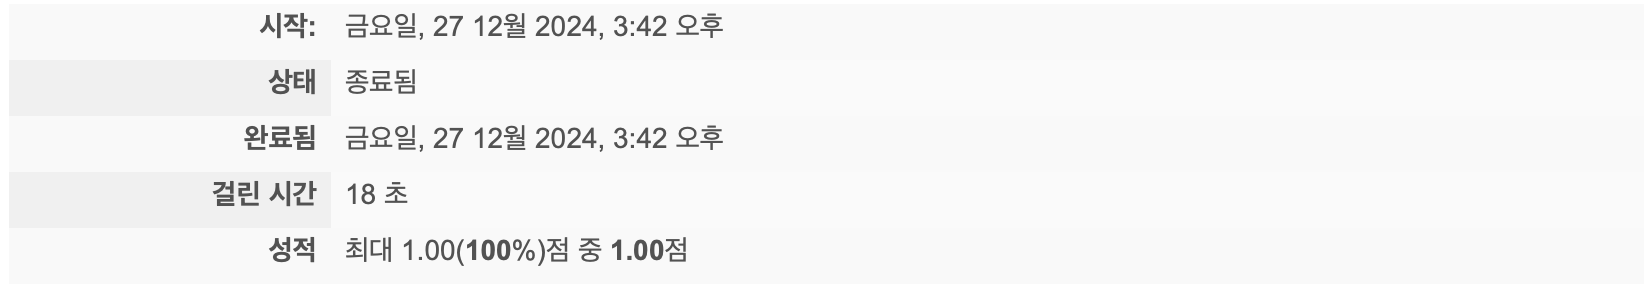 시작: 금요일, 27 12월 2024, 3:42 오후
상태 종료됨
완료됨 금요일, 27 12월 2024, 3:42 오후
걸린 시간 18 초
성적 최대 1.00(100%)점 중 1.00점